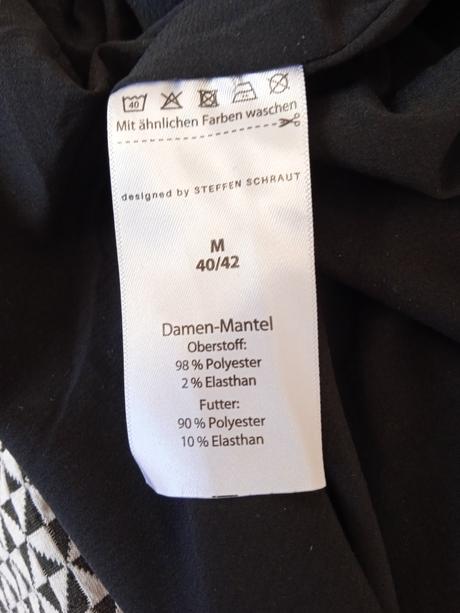 40
Mit ähnlichen Farben waschen
designed by STEFFEN SCHRAUT
M
40/42
Damen-Mantel
Oberstoff:
98 % Polyester
2 % Elasthan
Futter:
90 % Polyester
10 % Elasthan